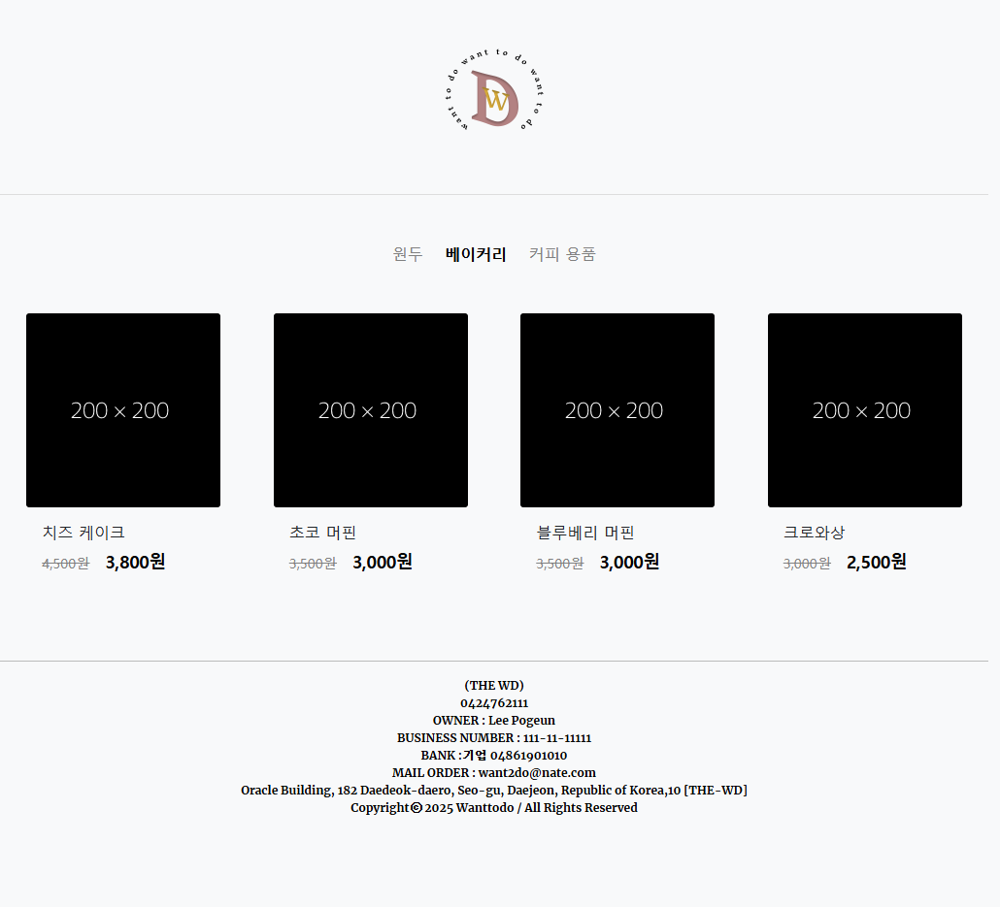 want to do want to do want to do
D
W
원두 베이커리 커피 용품
200 × 200 200 × 200 200 × 200 200 × 200
치즈 케이크 초코 머핀 블루베리 머핀 크로와상
4,500원 3,800원 3,500원 3,000원 3,500원 3,000원 3,000원 2,500원
(THE WD)
0424762111
OWNER : Lee Pogeun
BUSINESS NUMBER : 111-11-11111
BANK :기업 04861901010
MAIL ORDER : want2do@nate.com
Oracle Building, 182 Daedeok-daero, Seo-gu, Daejeon, Republic of Korea,10 [THE-WD]
Copyright© 2025 Wanttodo / All Rights Reserved